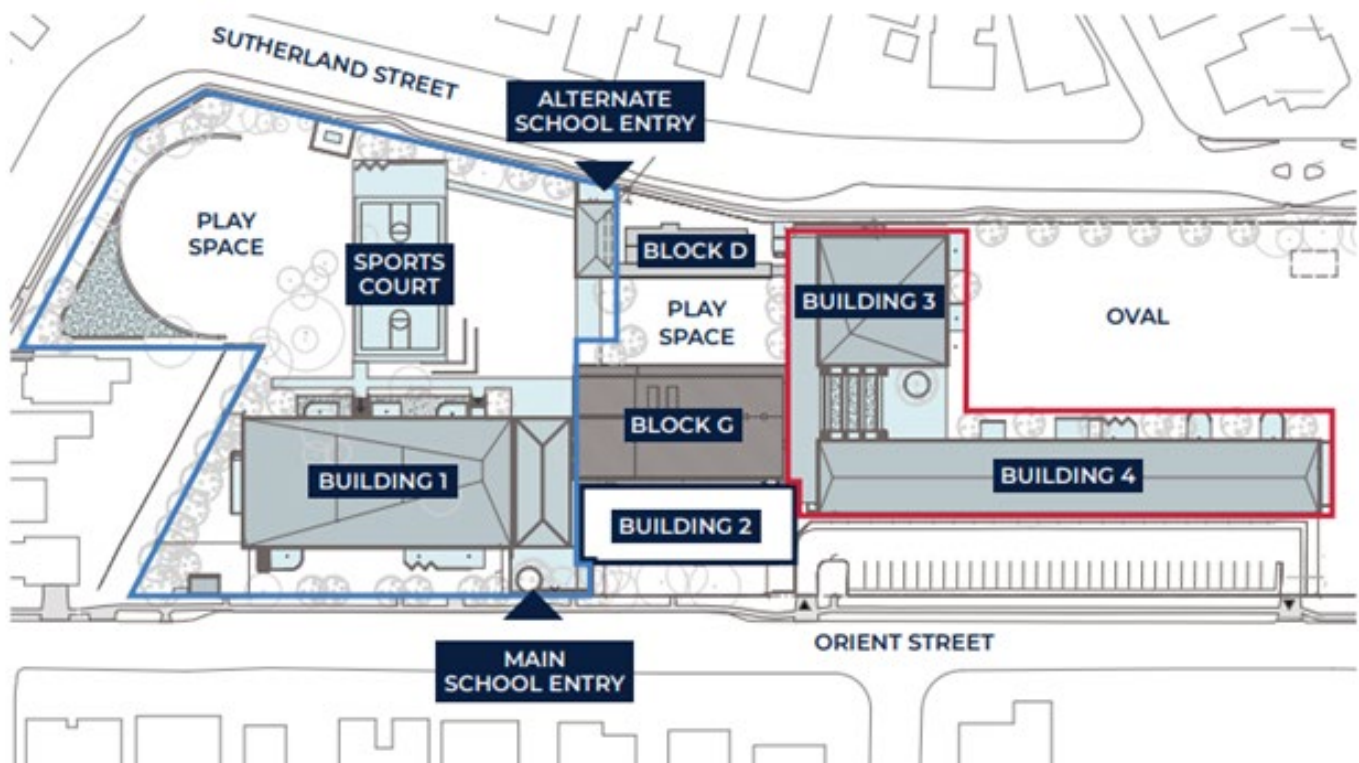 SUTHERLAND STREET
ALTERNATE
SCHOOL ENTRY
PLAY
SPACE
SPORTS
COURT
BLOCK D
PLAY
SPACE
BUILDING 3
OVAL
BLOCK G
BUILDING 1
BUILDING 4
BUILDING 2
MAIN
SCHOOL ENTRY
ORIENT STREET